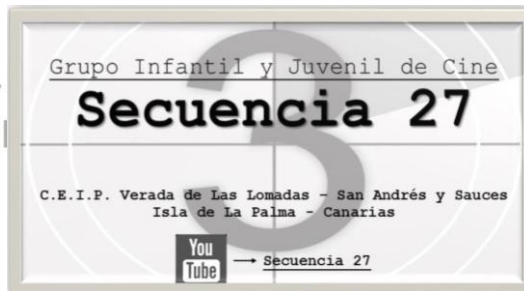 Grupo Infantil y Juvenil de Cine
Secuencia 27
3
C.E.I.P. Verada de Las Lomadas - San Andrés y Sauces
Isla de La Palma - Canarias
You
Tube
→ Secuencia 27